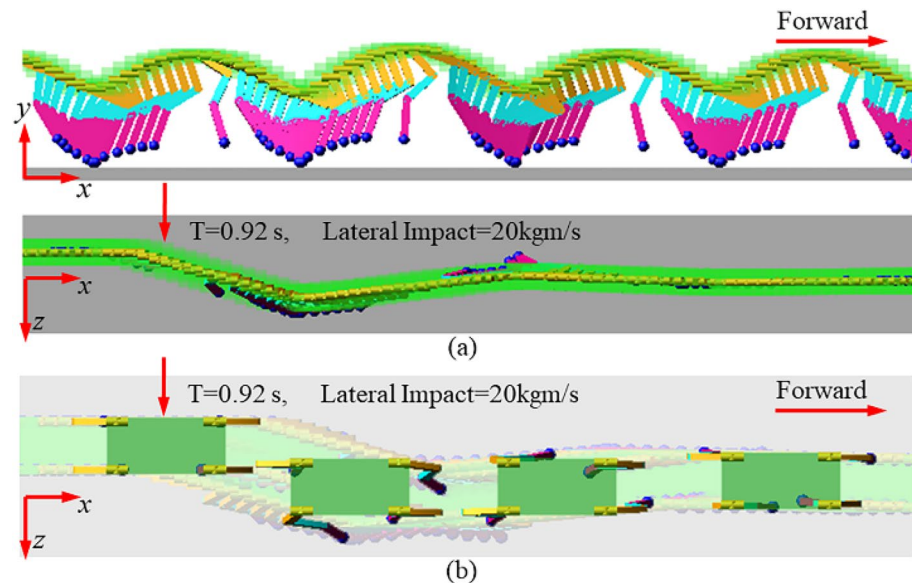 Forward
y
x
T=0.92 s, Lateral Impact=20kgm/s
x
z
(a)
T=0.92 s, Lateral Impact=20kgm/s
Forward
x
z
(b)